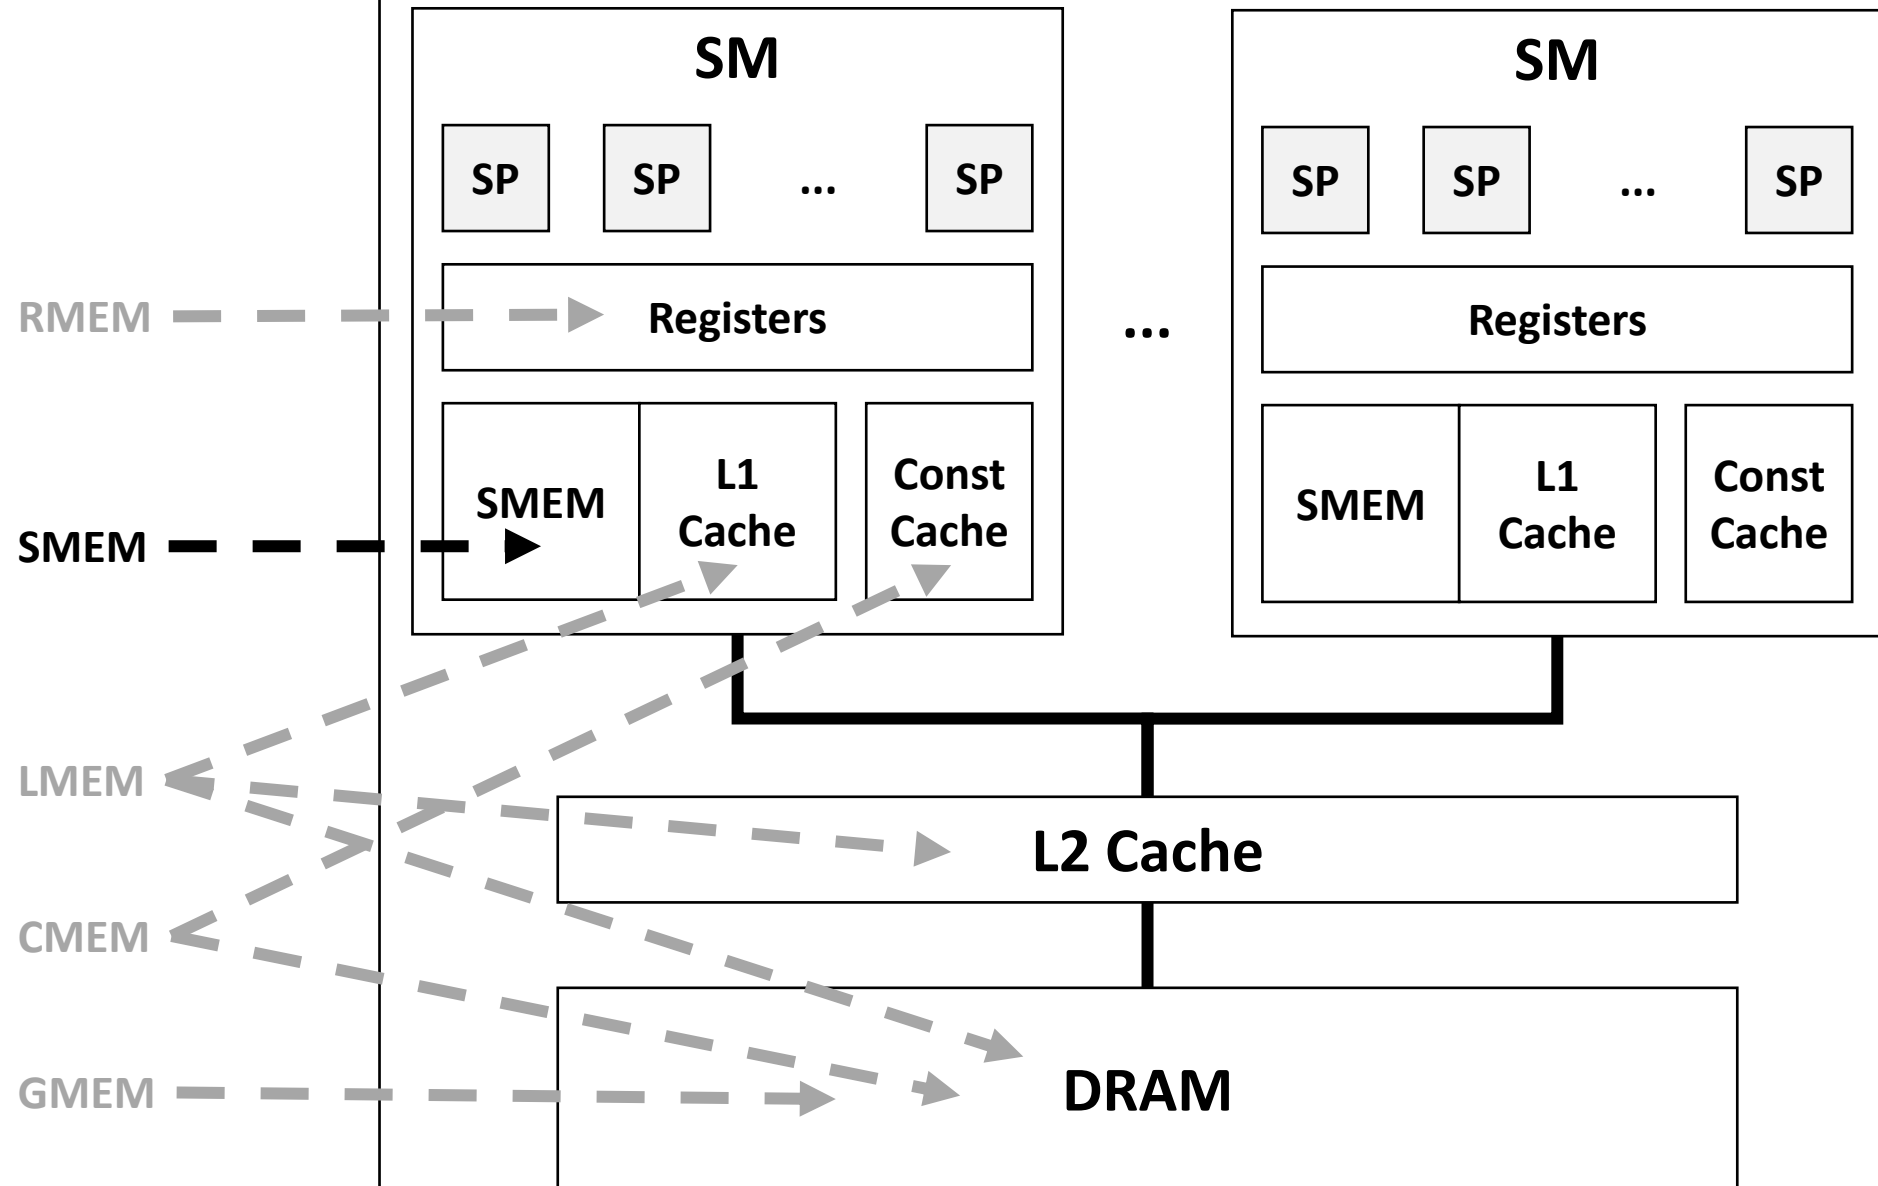 SM
SM
SP SP ... SP
SP SP ... SP
RMEM
Registers
...
Registers
SMEM
SMEM
L1
Cache
Const
Cache
SMEM
L1
Cache
Const
Cache
LMEM
L2 Cache
CMEM
GMEM
DRAM